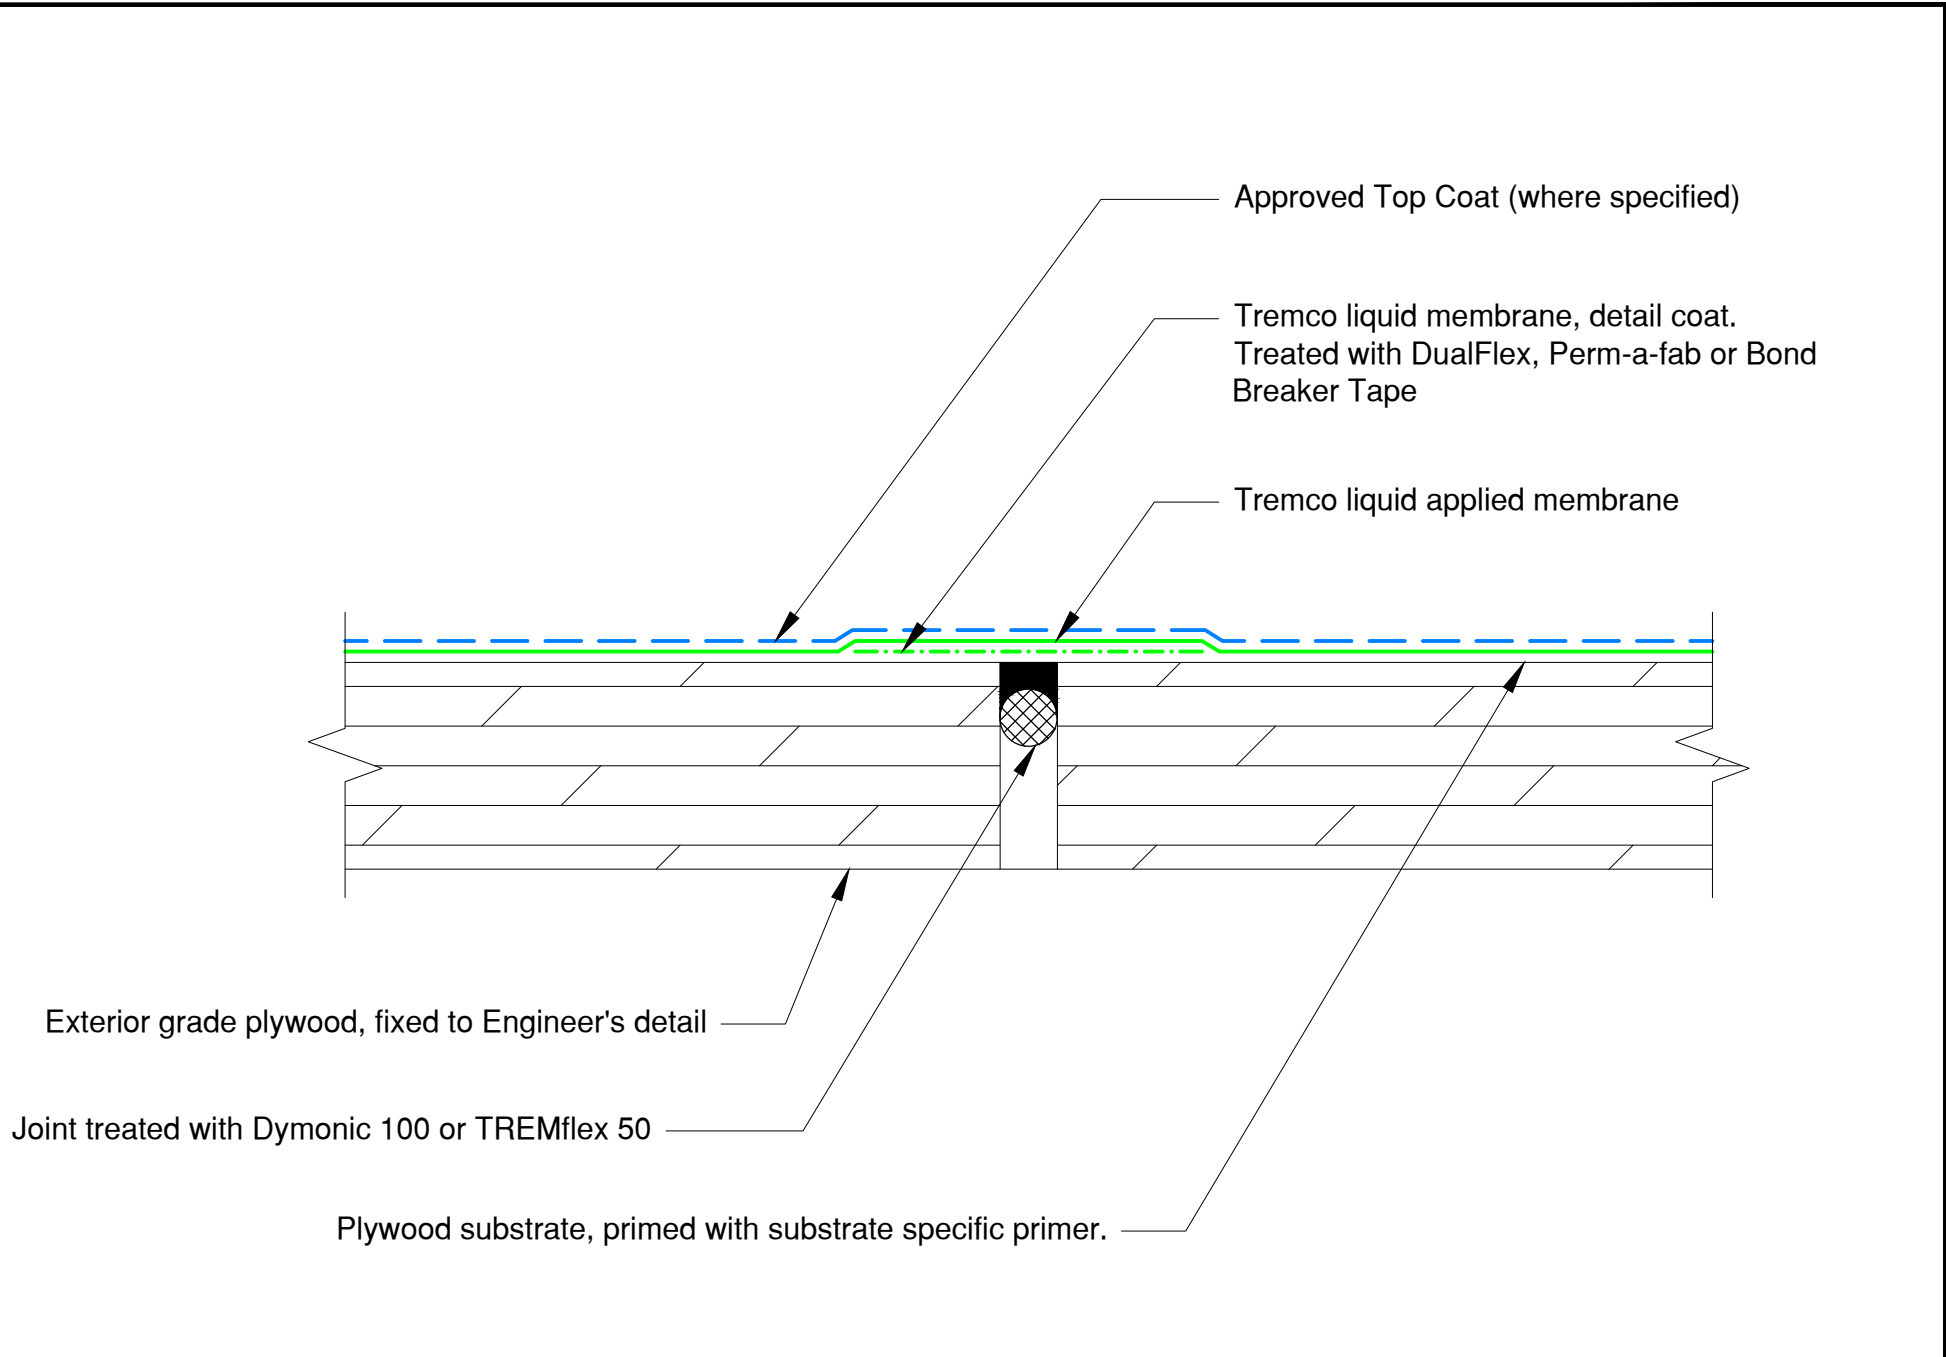 Approved Top Coat (where specified)
Tremco liquid membrane, detail coat.
Treated with DualFlex, Perm-a-fab or Bond
Breaker Tape
Tremco liquid applied membrane
Exterior grade plywood, fixed to Engineer's detail
Joint treated with Dymonic 100 or TREMflex 50
Plywood substrate, primed with substrate specific primer.